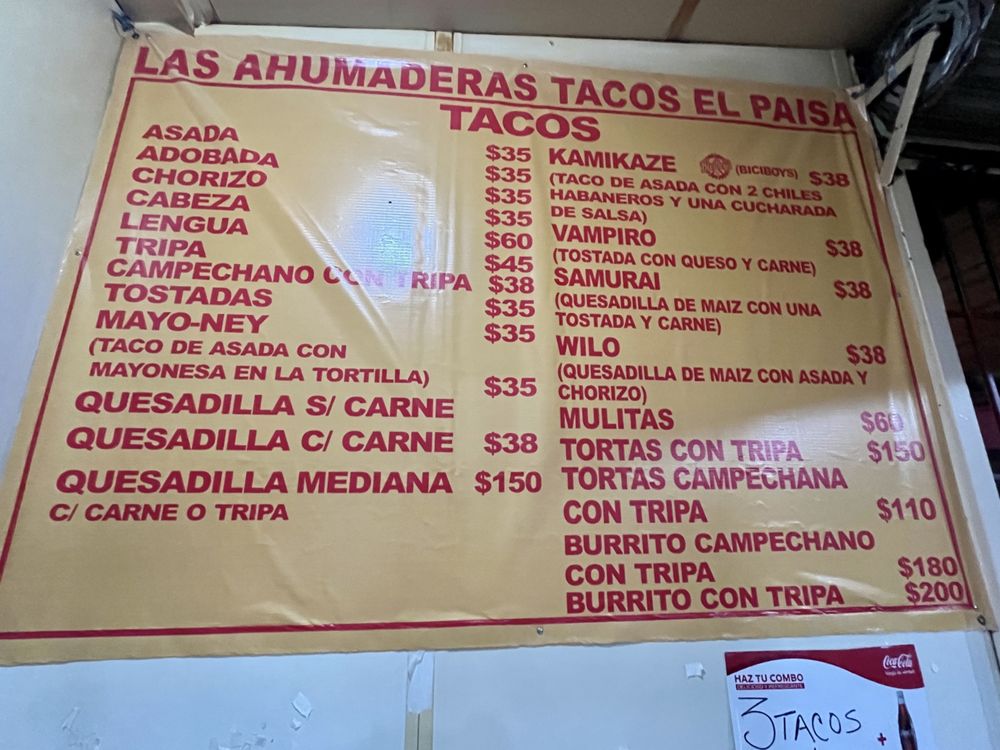 LAS AHUMADERAS TACOS EL PAISA
TACOS
ASADA $35
ADOBADA $35
CHORIZO $35
CABEZA $35
LENGUA $60
TRIPA $45
CAMPECHANO CON TRIPA $38
TOSTADAS $35
MAYO-NEY $35
(TACO DE ASADA CON
MAYONESA EN LA TORTILLA)
QUESADILLA S/ CARNE $35
QUESADILLA C/ CARNE $38
QUESADILLA MEDIANA $150
C/ CARNE O TRIPA
KAMIKAZE (BICIBOYS) $38
(TACO DE ASADA CON 2 CHILES
HABANEROS Y UNA CUCHARADA
DE SALSA)
VAMPIRO $38
(TOSTADA CON QUESO Y CARNE)
SAMURAI $38
(QUESADILLA DE MAIZ CON UNA
TOSTADA Y CARNE)
WILO $38
(QUESADILLA DE MAIZ CON ASADA Y
CHORIZO)
MULITAS $60
TORTAS CON TRIPA $150
TORTAS CAMPECHANA
CON TRIPA $110
BURRITO CAMPECHANO
CON TRIPA $180
BURRITO CON TRIPA $200
Coca-Cola
HAZ TU COMBO
DELICIOSO Y REFRESCANTE
3 TACOS +